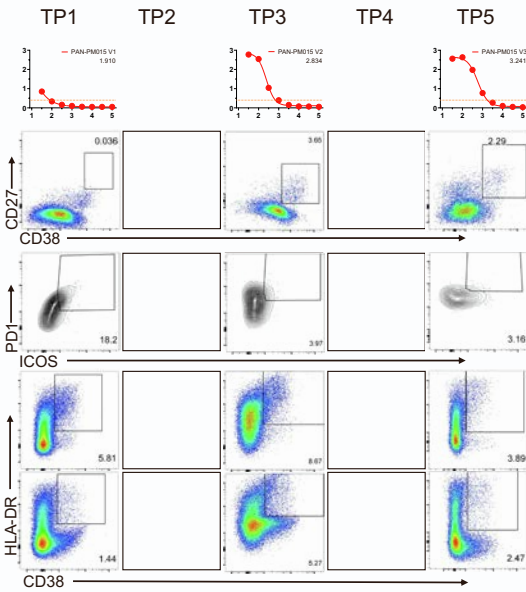 TP1 TP2 TP3 TP4 TP5
3 PAN-PM015 V1 3 PAN-PM015 V2 3 PAN-PM015 V3
1.910 2.834 3.241
2 2 2
1 1 1
0 0 0
1 2 3 4 5 1 2 3 4 5 1 2 3 4 5
0.036 3.65 2.29
CD27
CD38
PD1
18.2 3.97 3.16
ICOS
5.81 8.67 3.89
HLA-DR
1.44 5.27 2.47
CD38